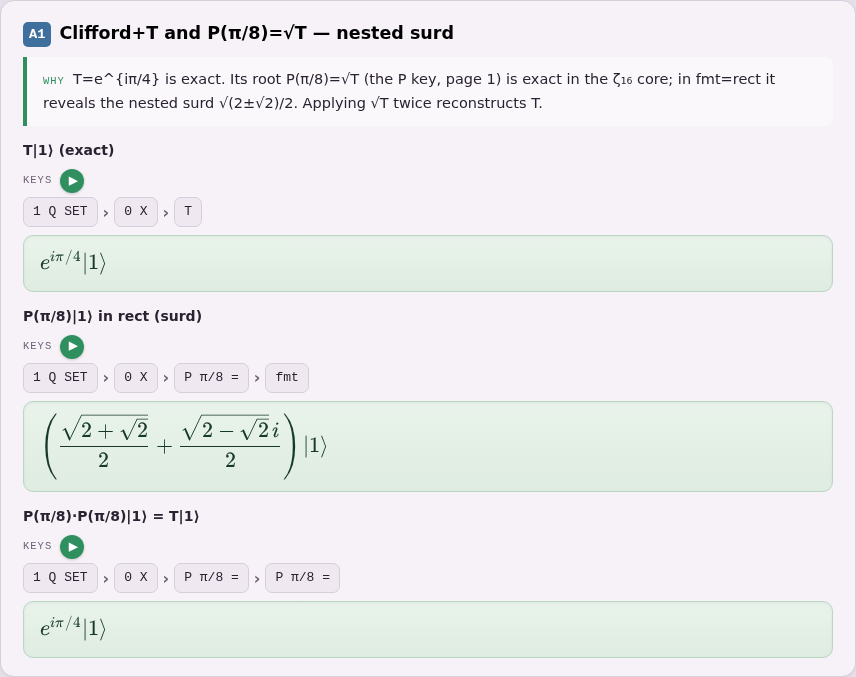 A1 Clifford+T and P(π/8)=√T — nested surd
WHY T=e^{iπ/4} is exact. Its root P(π/8)=√T (the P key, page 1) is exact in the ζ₁₆ core; in fmt=rect it
reveals the nested surd √(2±√2)/2. Applying √T twice reconstructs T.
T|1⟩ (exact)
KEYS
1 Q SET › 0 X › T
e^{iπ/4}|1⟩
P(π/8)|1⟩ in rect (surd)
KEYS
1 Q SET › 0 X › P π/8 = › fmt
(√(2+√2)/2 + √(2−√2)i/2)|1⟩
P(π/8)·P(π/8)|1⟩ = T|1⟩
KEYS
1 Q SET › 0 X › P π/8 = › P π/8 =
e^{iπ/4}|1⟩